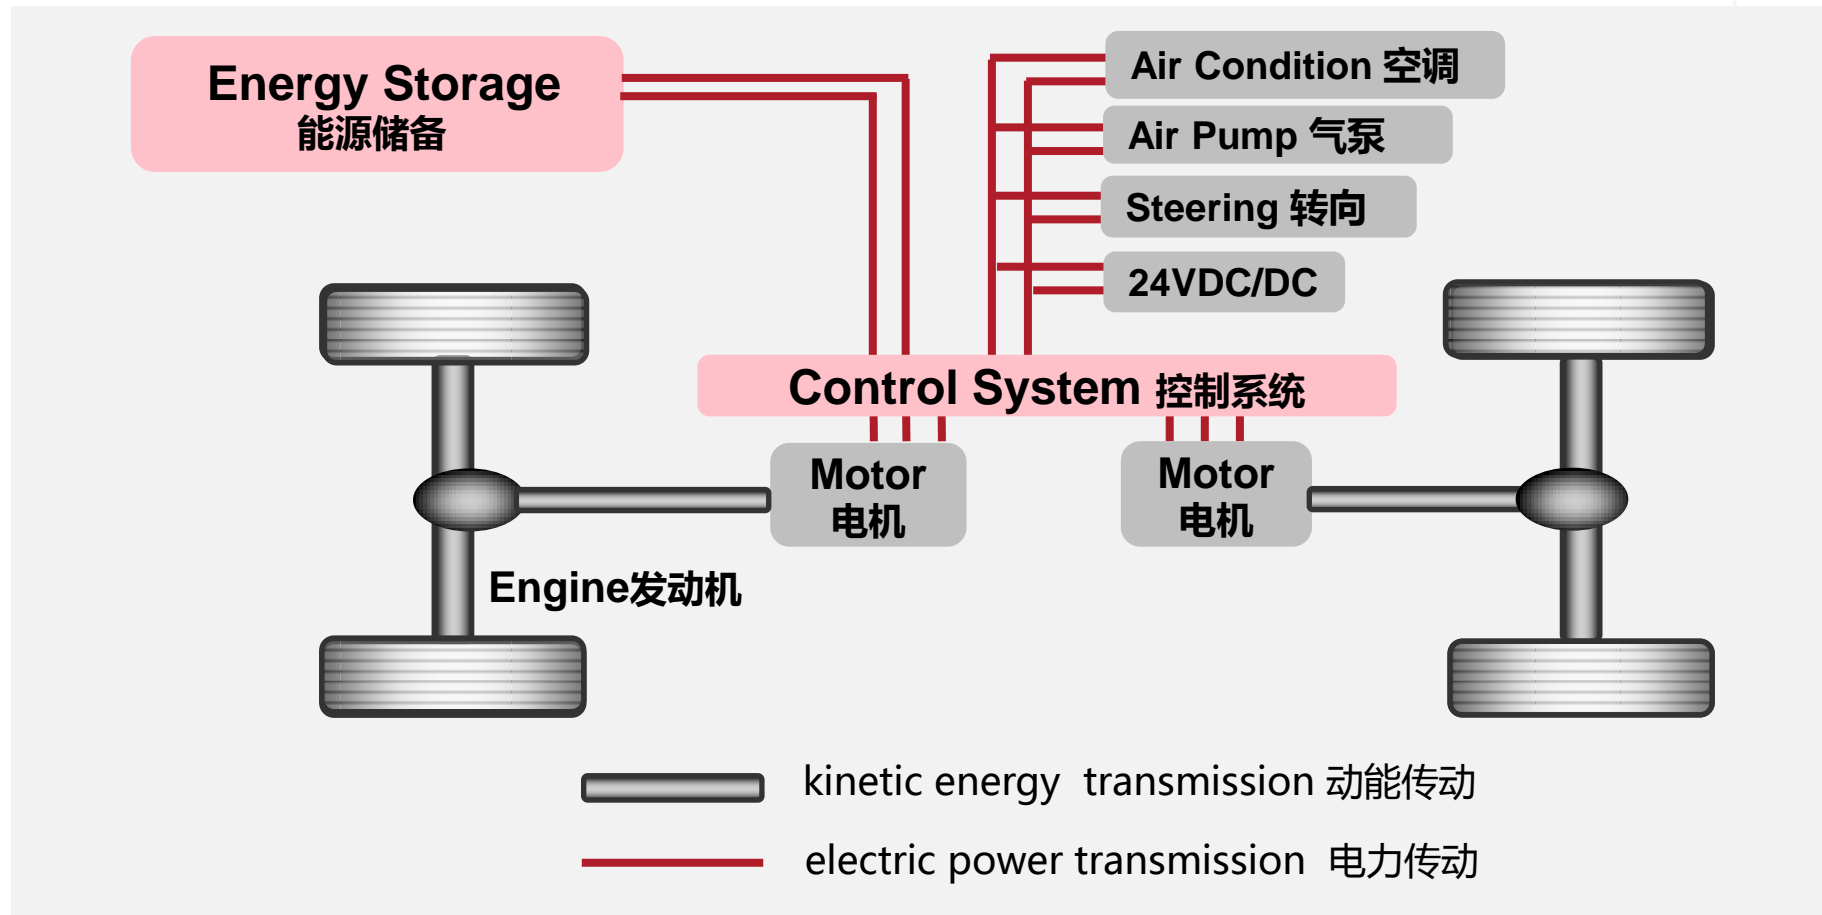 Energy Storage
能源储备
Air Condition 空调
Air Pump 气泵
Steering 转向
24VDC/DC
Control System 控制系统
Motor
电机
Motor
电机
Engine发动机
kinetic energy transmission 动能传动
electric power transmission 电力传动